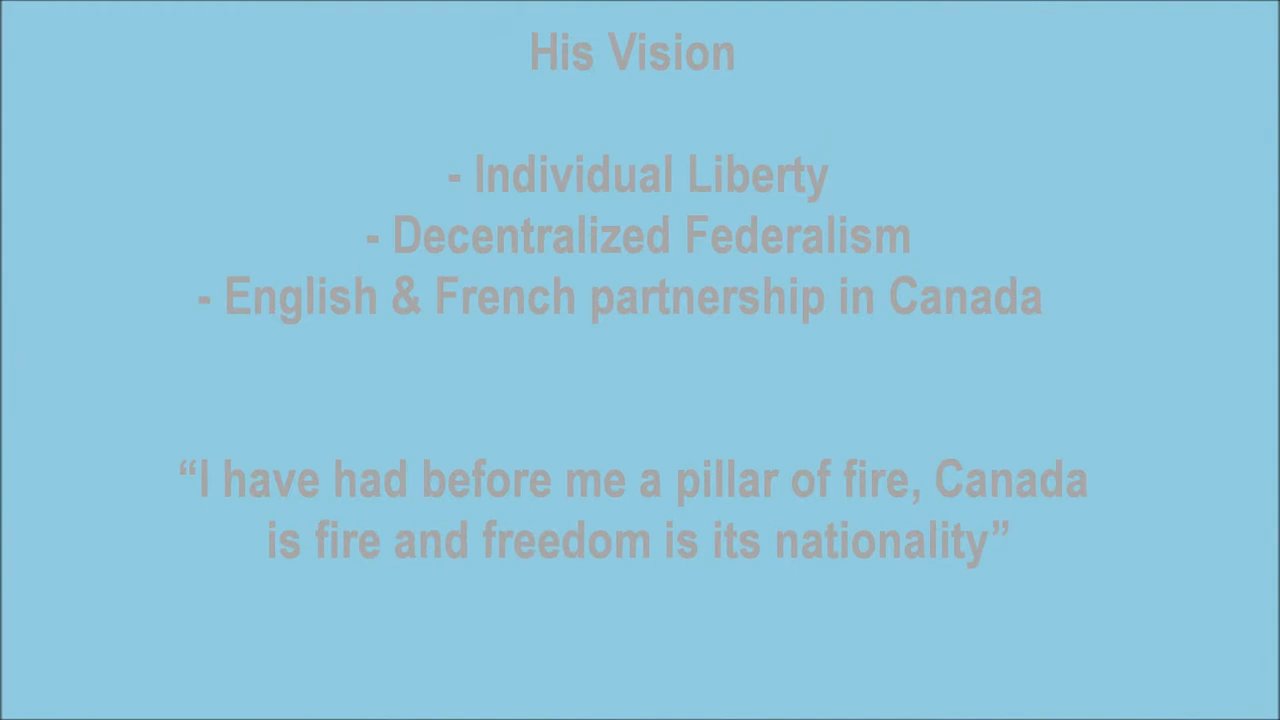 His Vision
- Individual Liberty
- Decentralized Federalism
- English & French partnership in Canada
“I have had before me a pillar of fire, Canada
is fire and freedom is its nationality”